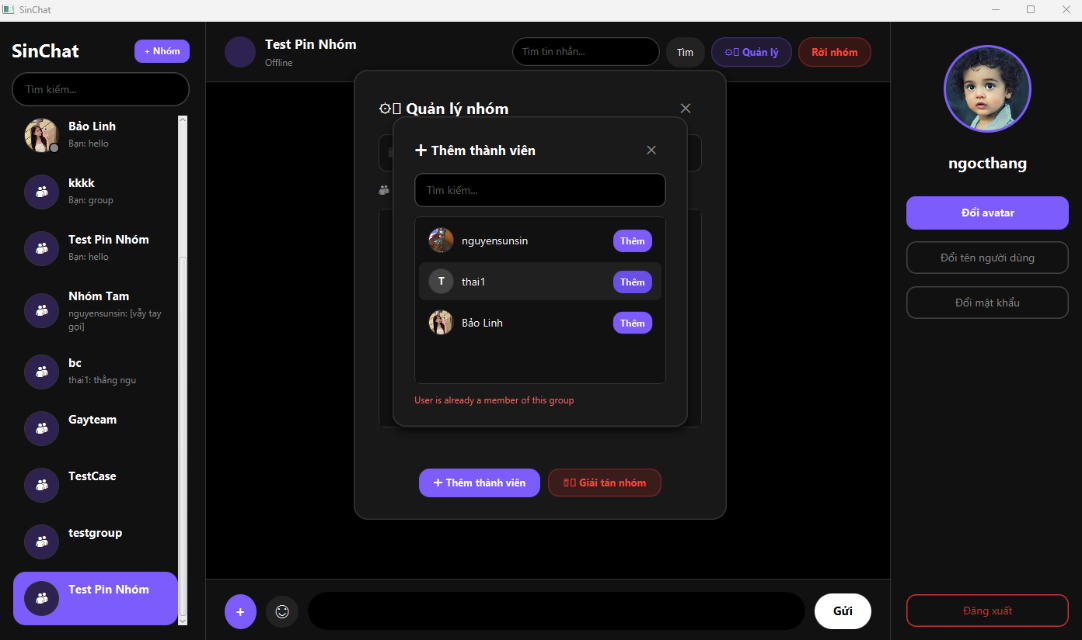 SinChat
SinChat
+ Nhóm
Tìm kiếm...
Bảo Linh
Bạn: hello
kkkk
Bạn: group
Test Pin Nhóm
Bạn: hello
Nhóm Tam
nguyensunsin: [vẫy tay
gọi]
bc
thai1: thằng ngu
Gayteam
TestCase
testgroup
Test Pin Nhóm
Test Pin Nhóm
Offline
Tìm tin nhắn...
Tìm
Quản lý
Rời nhóm
Quản lý nhóm
+ Thêm thành viên
Tìm kiếm...
nguyensunsin
Thêm
T
thai1
Thêm
Bảo Linh
Thêm
User is already a member of this group
+ Thêm thành viên
Giải tán nhóm
+
Gửi
ngocthang
Đổi avatar
Đổi tên người dùng
Đổi mật khẩu
Đăng xuất